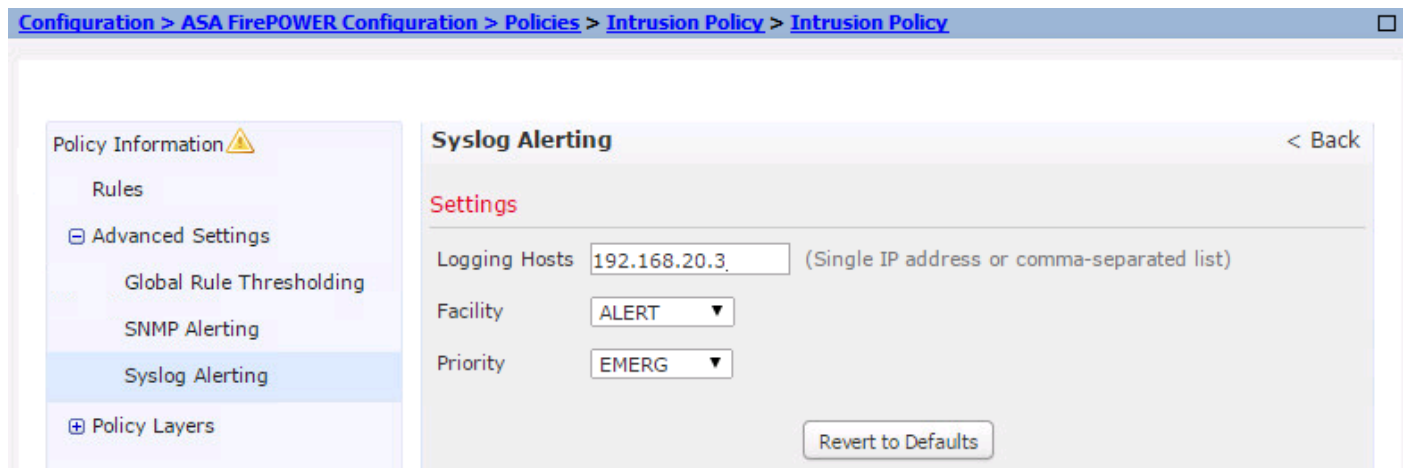 Configuration > ASA FirePOWER Configuration > Policies > Intrusion Policy > Intrusion Policy
Policy Information
Rules
Advanced Settings
Global Rule Thresholding
SNMP Alerting
Syslog Alerting
Policy Layers
Syslog Alerting
< Back
Settings
Logging Hosts 192.168.20.3 (Single IP address or comma-separated list)
Facility ALERT
Priority EMERG
Revert to Defaults